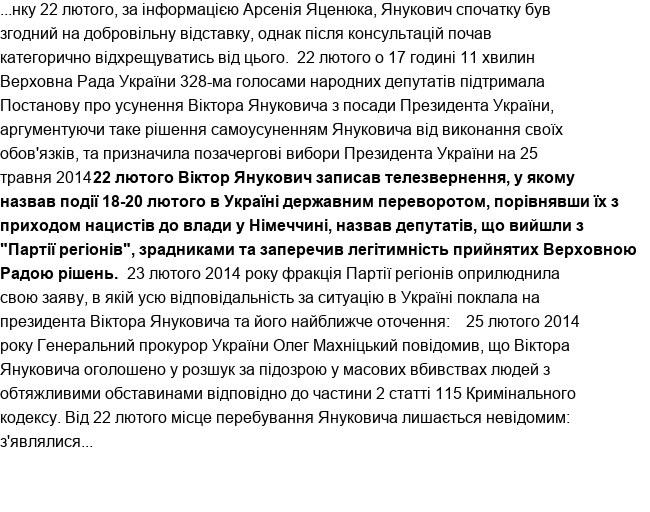 ...нку 22 лютого, за інформацією Арсенія Яценюка, Янукович спочатку був
згодний на добровільну відставку, однак після консультацій почав
категорично відхрещуватись від цього.  22 лютого о 17 годині 11 хвилин
Верховна Рада України 328-ма голосами народних депутатів підтримала
Постанову про усунення Віктора Януковича з посади Президента України,
аргументуючи таке рішення самоусуненням Януковича від виконання своїх
обов'язків, та призначила позачергові вибори Президента України на 25
травня 201422 лютого Віктор Янукович записав телезвернення, у якому
назвав події 18-20 лютого в Україні державним переворотом, порівнявши їх з
приходом нацистів до влади у Німеччині, назвав депутатів, що вийшли з
"Партії регіонів", зрадниками та заперечив легітимність прийнятих Верховною
Радою рішень.  23 лютого 2014 року фракція Партії регіонів оприлюднила
свою заяву, в якій усю відповідальність за ситуацію в Україні поклала на
президента Віктора Януковича та його найближче оточення:    25 лютого 2014
року Генеральний прокурор України Олег Махніцький повідомив, що Віктора
Януковича оголошено у розшук за підозрою у масових вбивствах людей з
обтяжливими обставинами відповідно до частини 2 статті 115 Кримінального
кодексу. Від 22 лютого місце перебування Януковича лишається невідомим:
з'являлися...